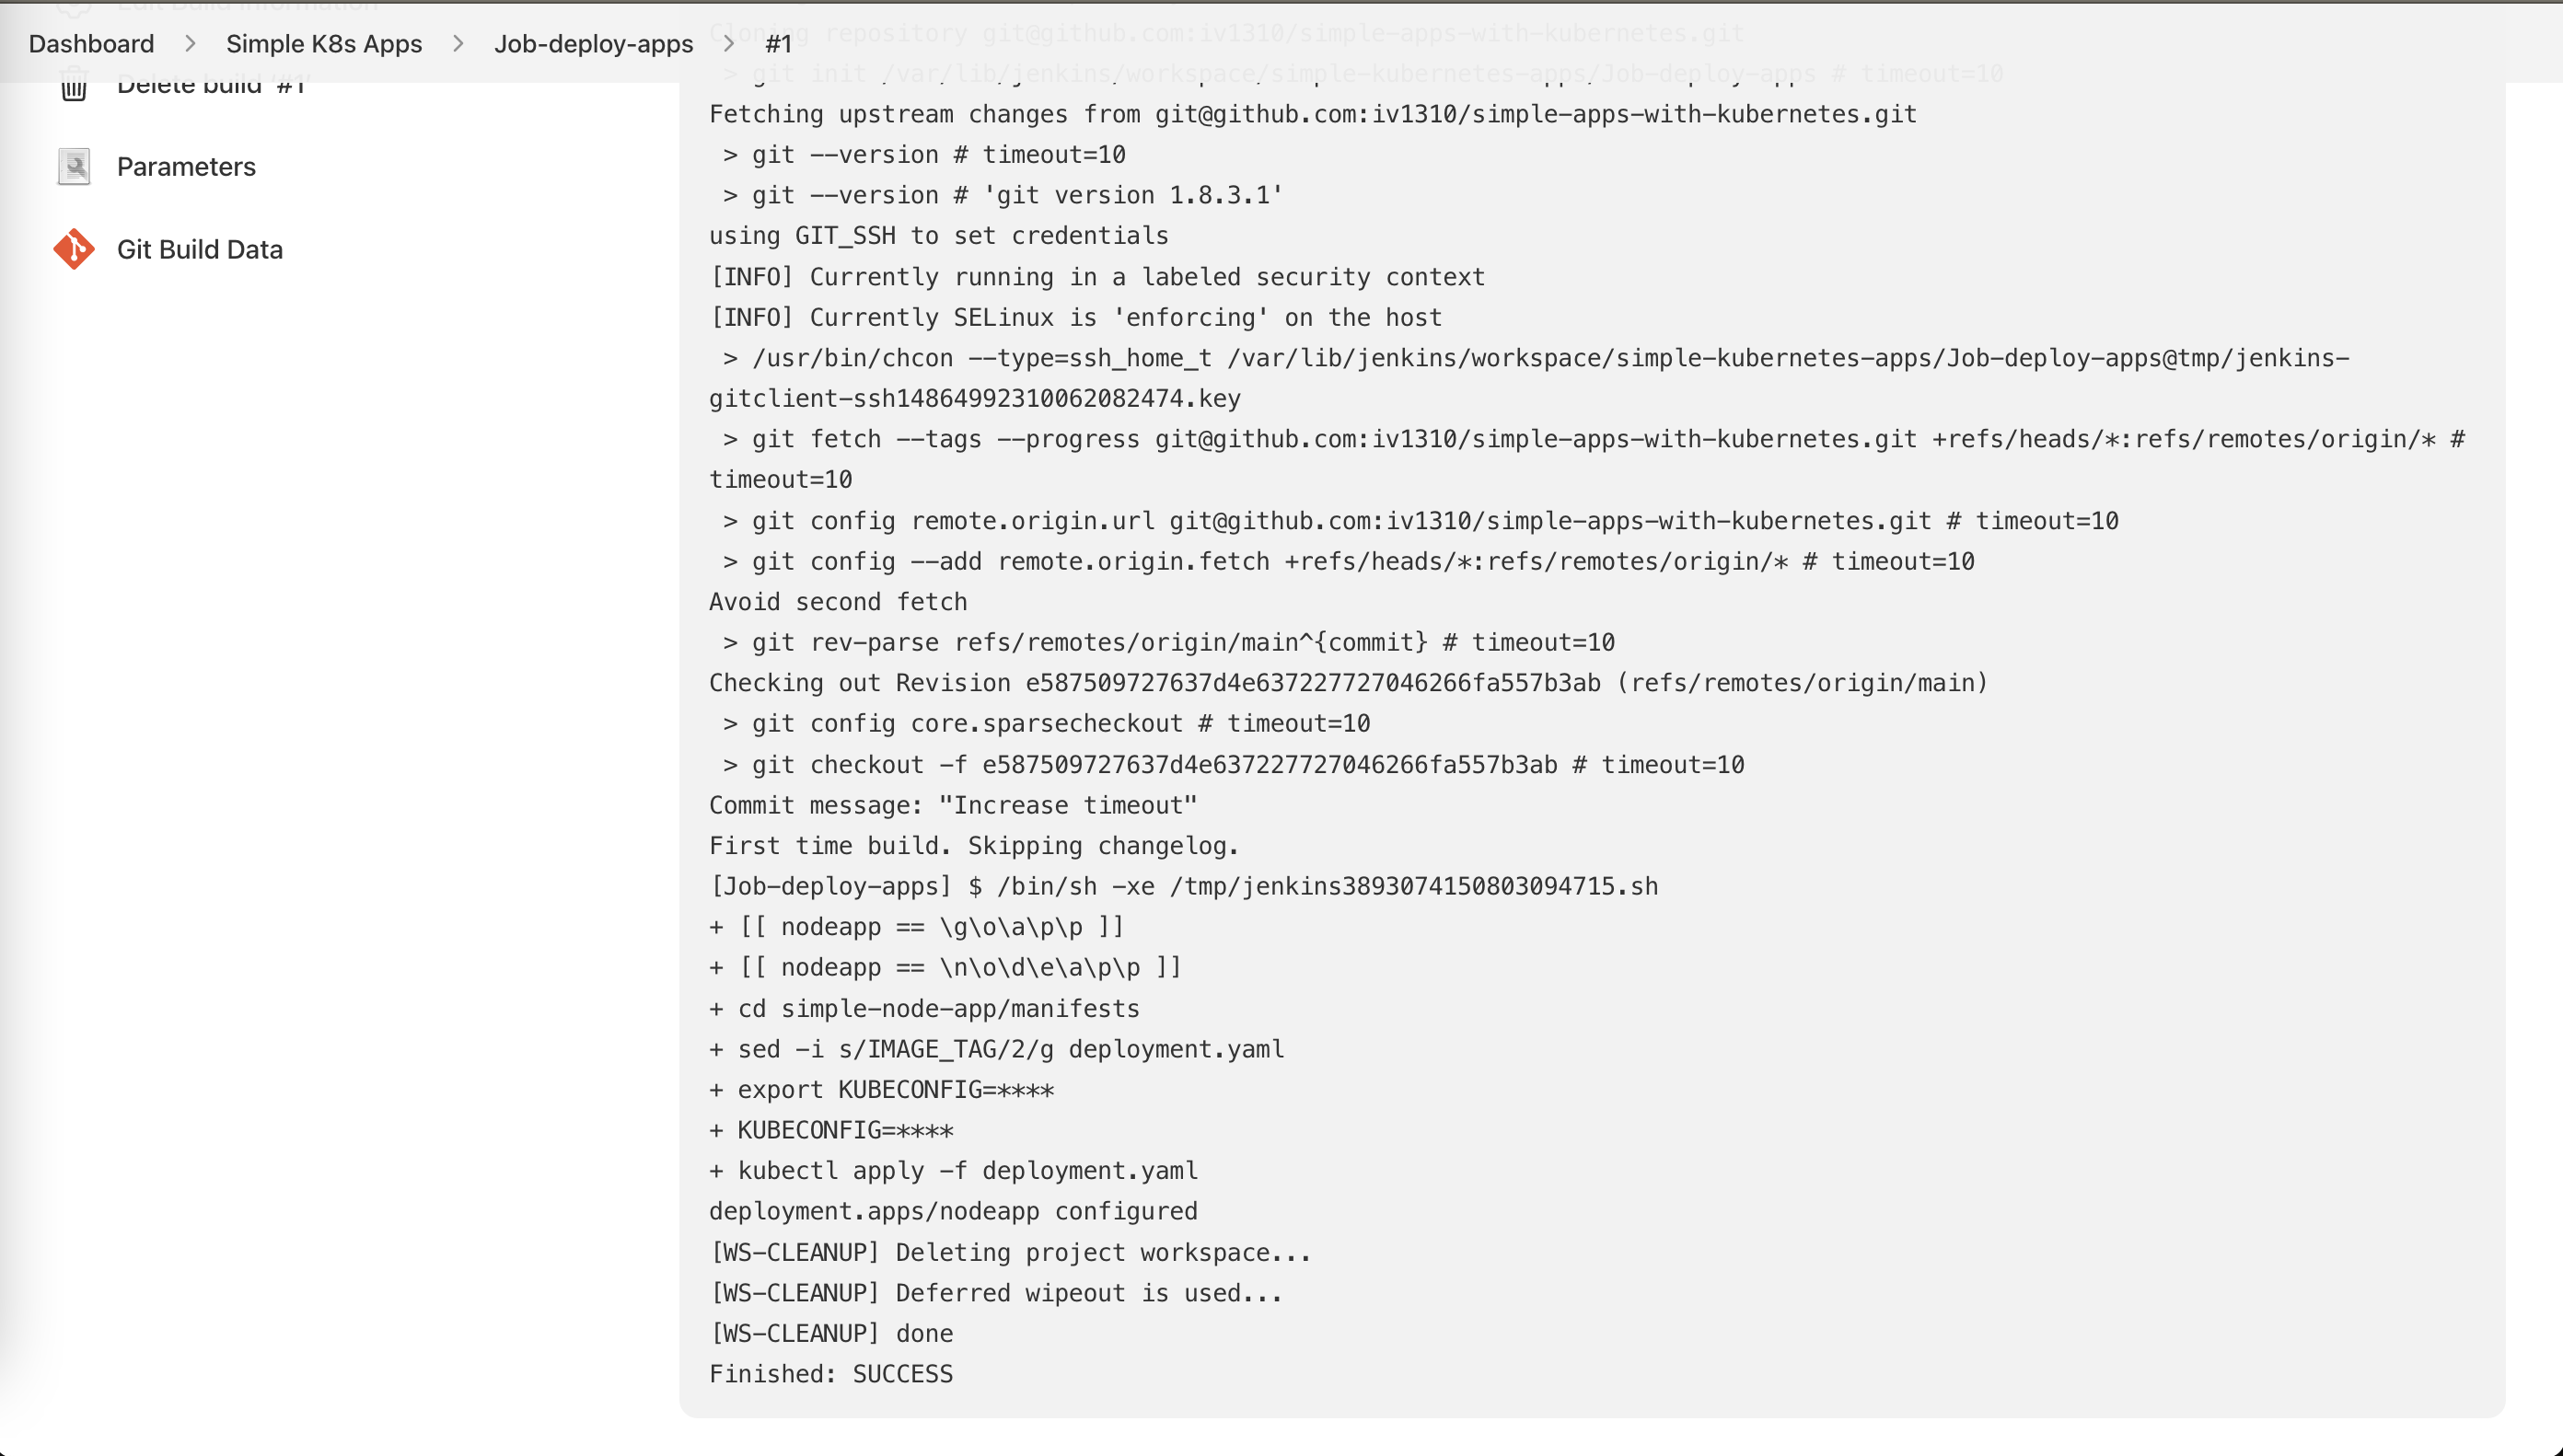 Edit Build Information
Dashboard > Simple K8s Apps > Job-deploy-apps > #1
Delete build '#1'
Parameters
Git Build Data
Cloning repository git@github.com:iv1310/simple-apps-with-kubernetes.git
 > git init /var/lib/jenkins/workspace/simple-kubernetes-apps/Job-deploy-apps # timeout=10
Fetching upstream changes from git@github.com:iv1310/simple-apps-with-kubernetes.git
 > git --version # timeout=10
 > git --version # 'git version 1.8.3.1'
using GIT_SSH to set credentials
[INFO] Currently running in a labeled security context
[INFO] Currently SELinux is 'enforcing' on the host
 > /usr/bin/chcon --type=ssh_home_t /var/lib/jenkins/workspace/simple-kubernetes-apps/Job-deploy-apps@tmp/jenkins-
gitclient-ssh14864992310062082474.key
 > git fetch --tags --progress git@github.com:iv1310/simple-apps-with-kubernetes.git +refs/heads/*:refs/remotes/origin/* #
timeout=10
 > git config remote.origin.url git@github.com:iv1310/simple-apps-with-kubernetes.git # timeout=10
 > git config --add remote.origin.fetch +refs/heads/*:refs/remotes/origin/* # timeout=10
Avoid second fetch
 > git rev-parse refs/remotes/origin/main^{commit} # timeout=10
Checking out Revision e587509727637d4e637227727046266fa557b3ab (refs/remotes/origin/main)
 > git config core.sparsecheckout # timeout=10
 > git checkout -f e587509727637d4e637227727046266fa557b3ab # timeout=10
Commit message: "Increase timeout"
First time build. Skipping changelog.
[Job-deploy-apps] $ /bin/sh -xe /tmp/jenkins3893074150803094715.sh
+ [[ nodeapp == \g\o\a\p\p ]]
+ [[ nodeapp == \n\o\d\e\a\p\p ]]
+ cd simple-node-app/manifests
+ sed -i s/IMAGE_TAG/2/g deployment.yaml
+ export KUBECONFIG=****
+ KUBECONFIG=****
+ kubectl apply -f deployment.yaml
deployment.apps/nodeapp configured
[WS-CLEANUP] Deleting project workspace...
[WS-CLEANUP] Deferred wipeout is used...
[WS-CLEANUP] done
Finished: SUCCESS